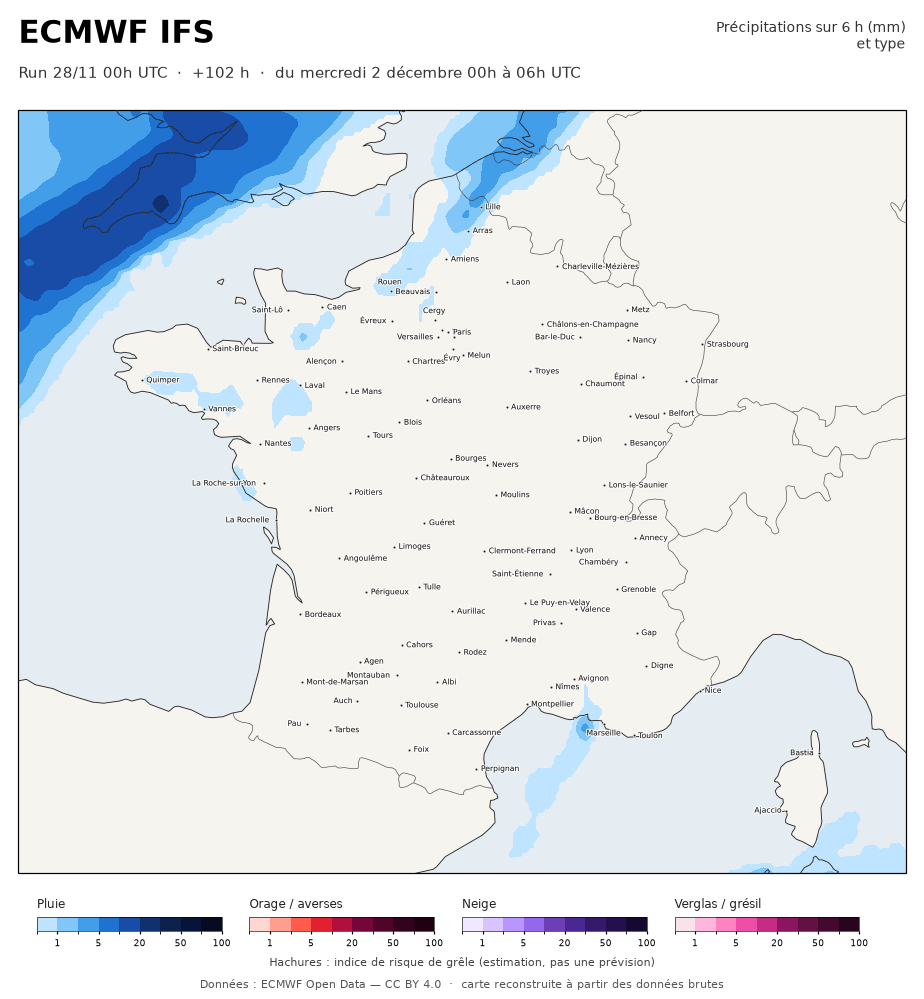 ECMWF IFS
Précipitations sur 6 h (mm)
et type
Run 28/11 00h UTC · +102 h · du mercredi 2 décembre 00h à 06h UTC
Lille
Arras
Amiens
Charleville-Mézières
Rouen
Laon
Beauvais
Saint-Lô
Caen
Cergy
Metz
Évreux
Châlons-en-Champagne
Versailles
Paris
Bar-le-Duc
Nancy
Strasbourg
Saint-Brieuc
Alençon
Chartres
Évry
Melun
Quimper
Rennes
Laval
Le Mans
Troyes
Chaumont
Épinal
Colmar
Vannes
Orléans
Auxerre
Vesoul
Belfort
Angers
Tours
Blois
Nantes
Dijon
Besançon
Bourges
Nevers
La Roche-sur-Yon
Châteauroux
Lons-le-Saunier
Poitiers
Moulins
Niort
Mâcon
La Rochelle
Guéret
Bourg-en-Bresse
Annecy
Limoges
Angoulême
Clermont-Ferrand
Lyon
Chambéry
Saint-Étienne
Périgueux
Tulle
Grenoble
Le Puy-en-Velay
Bordeaux
Aurillac
Valence
Privas
Cahors
Mende
Gap
Rodez
Agen
Digne
Montauban
Mont-de-Marsan
Albi
Avignon
Nîmes
Nice
Auch
Toulouse
Montpellier
Pau
Tarbes
Carcassonne
Marseille
Toulon
Foix
Bastia
Perpignan
Ajaccio
Pluie
Orage / averses
Neige
Verglas / grésil
1 5 20 50 100
1 5 20 50 100
1 5 20 50 100
1 5 20 50 100
Hachures : indice de risque de grêle (estimation, pas une prévision)
Données : ECMWF Open Data — CC BY 4.0 · carte reconstruite à partir des données brutes